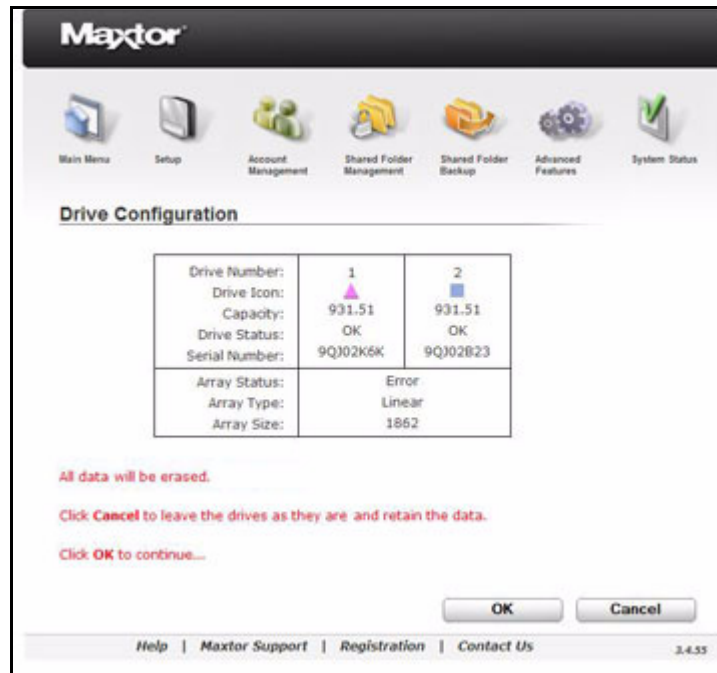 Maxtor
Main Menu
Setup
Account Management
Shared Folder Management
Shared Folder Backup
Advanced Features
System Status
Drive Configuration
Drive Number: 1 2
Drive Icon:
Capacity: 931.51 931.51
Drive Status: OK OK
Serial Number: 9QJ02K6K 9QJ02B23
Array Status: Error
Array Type: Linear
Array Size: 1862
All data will be erased.
Click Cancel to leave the drives as they are and retain the data.
Click OK to continue...
OK Cancel
Help | Maxtor Support | Registration | Contact Us 3.4.55